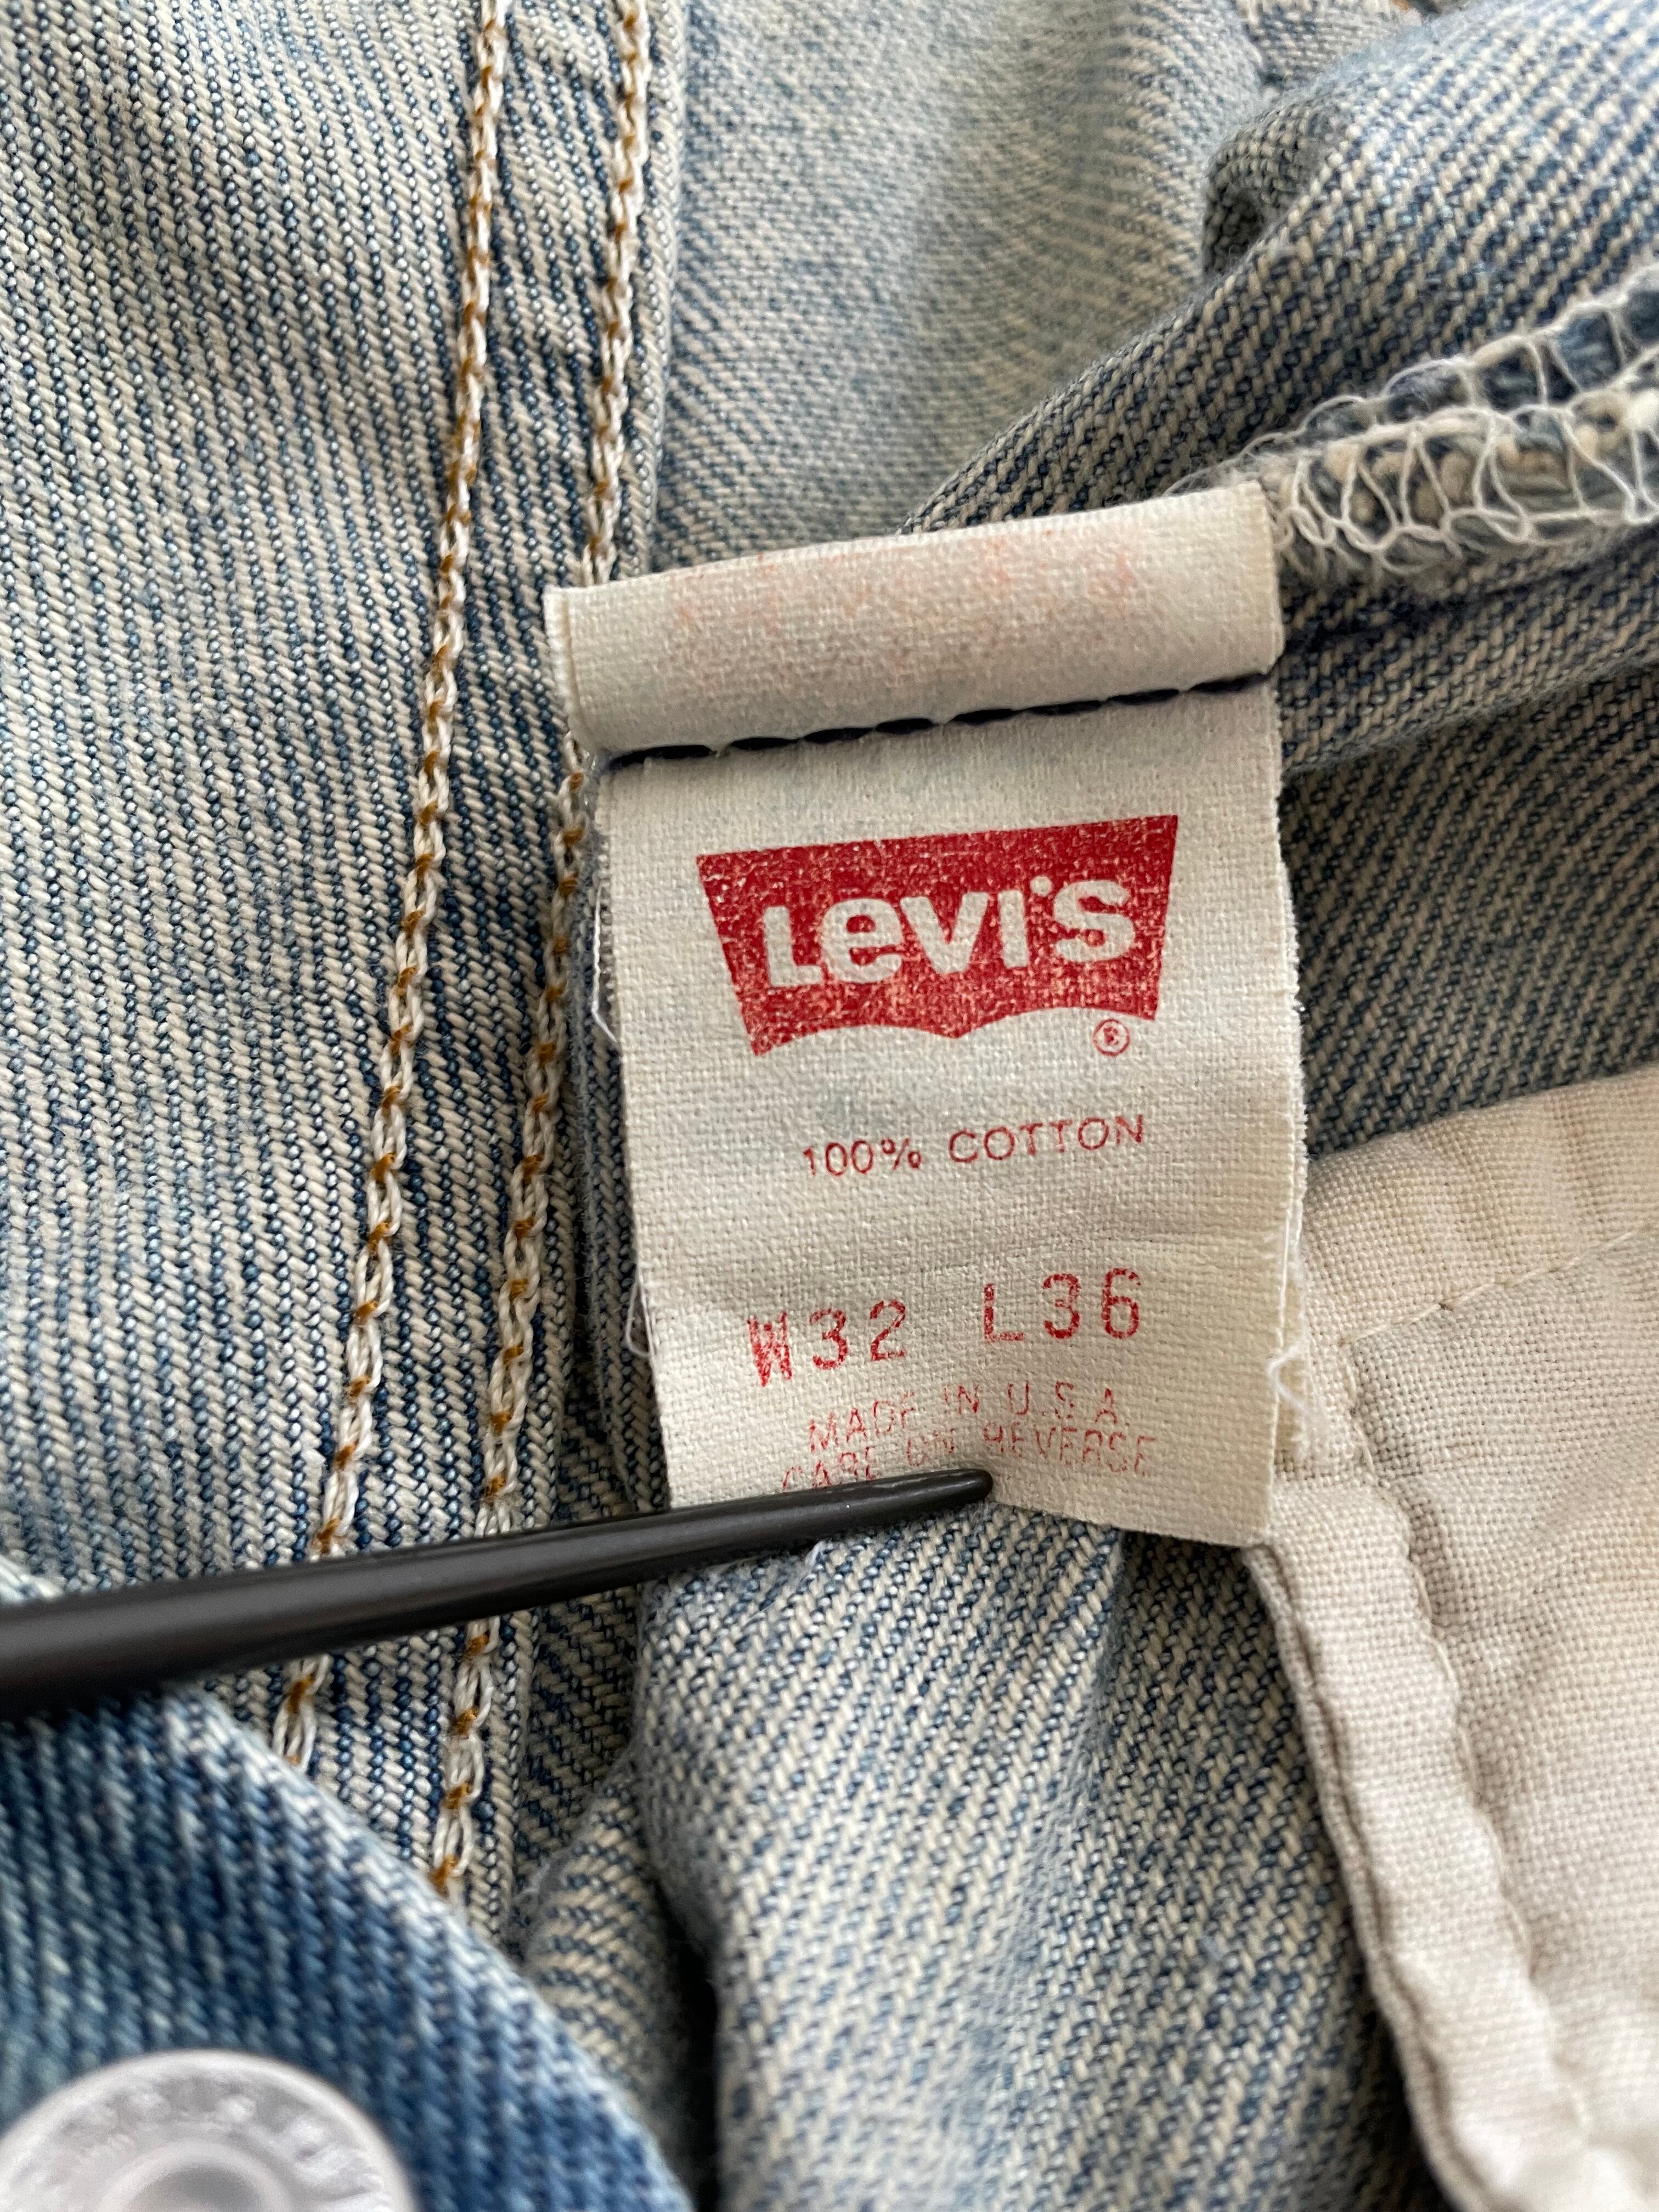 Levi's
®
100% COTTON
W32 L36
MADE IN U.S.A.
CARE ON REVERSE